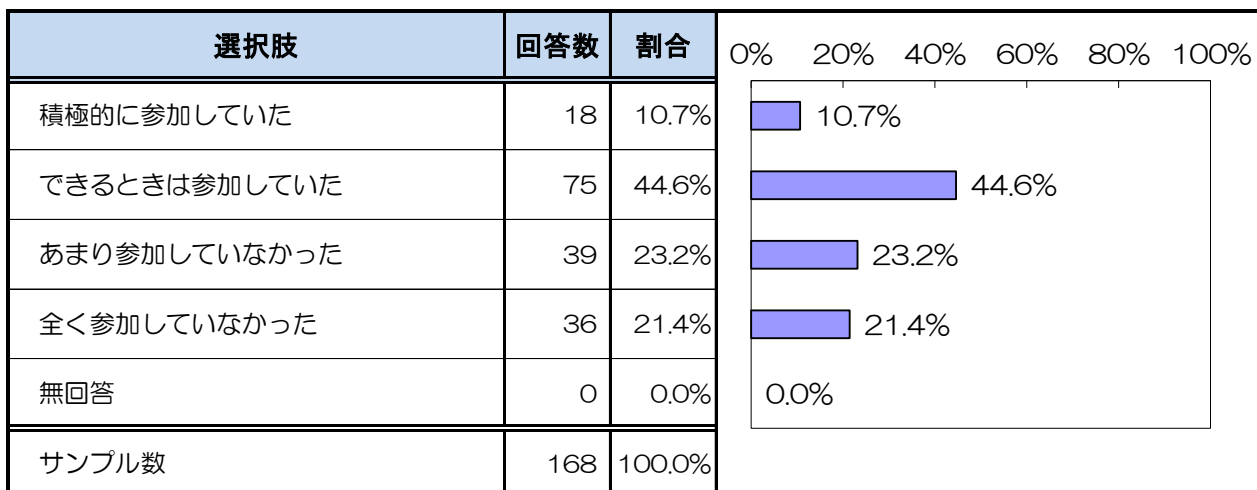 選択肢 回答数 割合 0% 20% 40% 60% 80% 100%
積極的に参加していた 18 10.7% 10.7%
できるときは参加していた 75 44.6% 44.6%
あまり参加していなかった 39 23.2% 23.2%
全く参加していなかった 36 21.4% 21.4%
無回答 0 0.0% 0.0%
サンプル数 168 100.0%